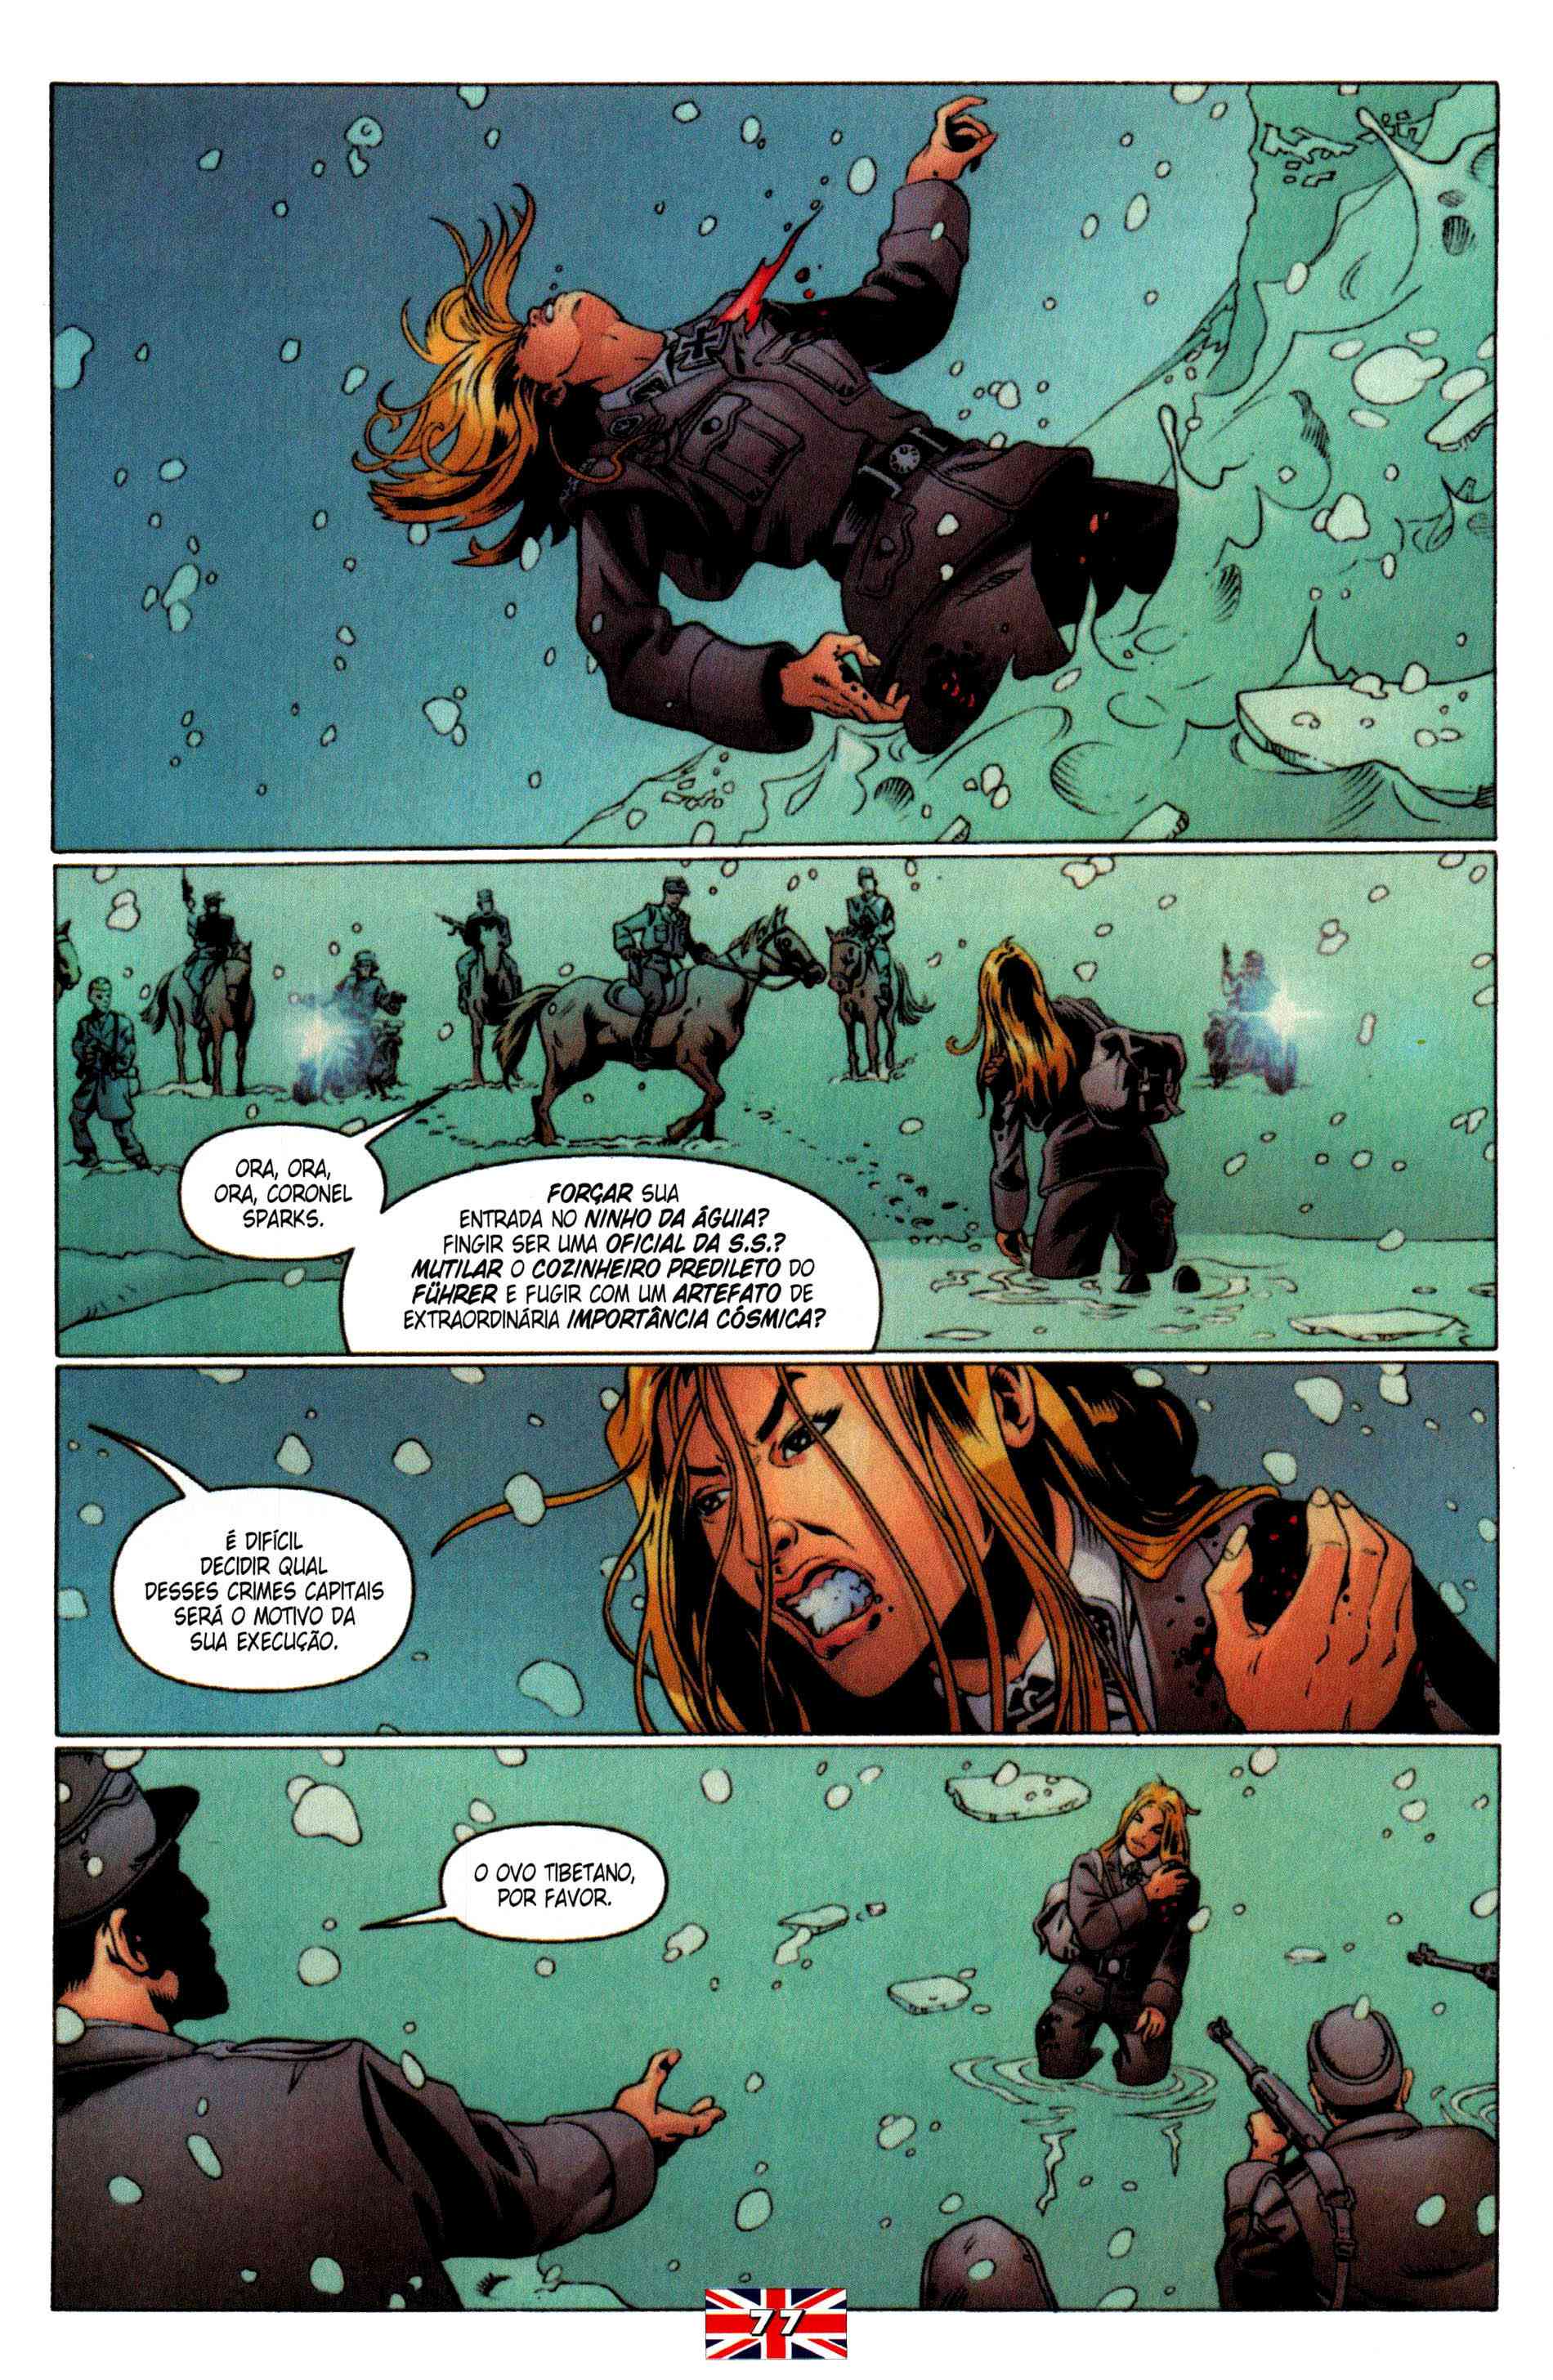 ORA, ORA,
ORA, CORONEL
SPARKS.
FORÇAR SUA
ENTRADA NO NINHO DA ÁGUIA?
FINGIR SER UMA OFICIAL DA S.S.?
MUTILAR O COZINHEIRO PREDILETO DO
FÜHRER E FUGIR COM UM ARTEFATO DE
EXTRAORDINÁRIA IMPORTÂNCIA CÓSMICA?
É DIFÍCIL
DECIDIR QUAL
DESSES CRIMES CAPITAIS
SERÁ O MOTIVO DA
SUA EXECUÇÃO.
O OVO TIBETANO,
POR FAVOR.
77